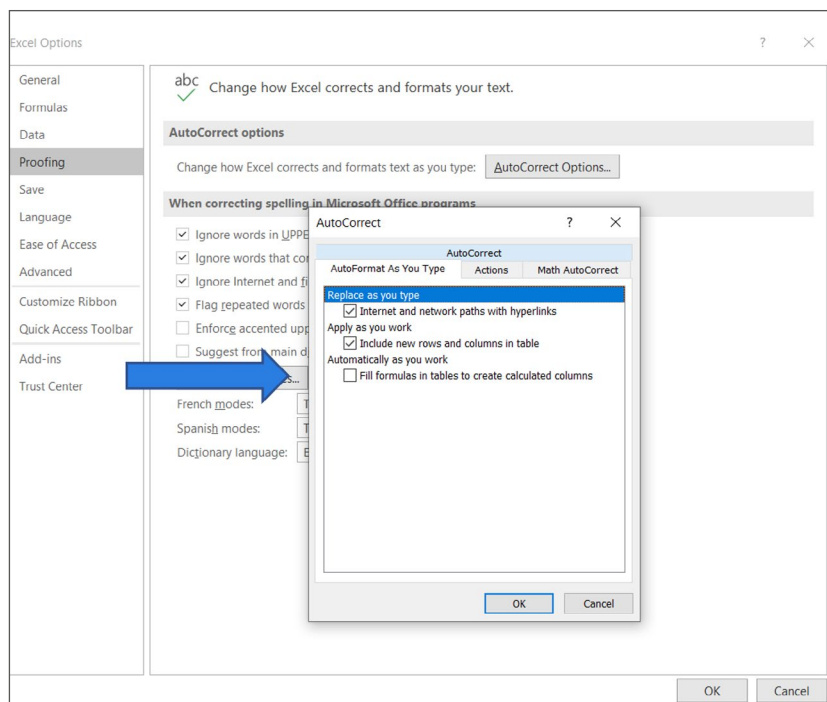 Excel Options ? ×
General
Formulas
Data
Proofing
Save
Language
Ease of Access
Advanced
Customize Ribbon
Quick Access Toolbar
Add-ins
Trust Center
abc Change how Excel corrects and formats your text.
AutoCorrect options
Change how Excel corrects and formats text as you type: AutoCorrect Options...
When correcting spelling in Microsoft Office programs
Ignore words in UPPE
Ignore words that con
Ignore Internet and fi
Flag repeated words
Enforce accented upp
Suggest from main d
French modes:
Spanish modes:
Dictionary language:
AutoCorrect ? ×
AutoCorrect
AutoFormat As You Type Actions Math AutoCorrect
Replace as you type
Internet and network paths with hyperlinks
Apply as you work
Include new rows and columns in table
Automatically as you work
Fill formulas in tables to create calculated columns
OK Cancel
OK Cancel